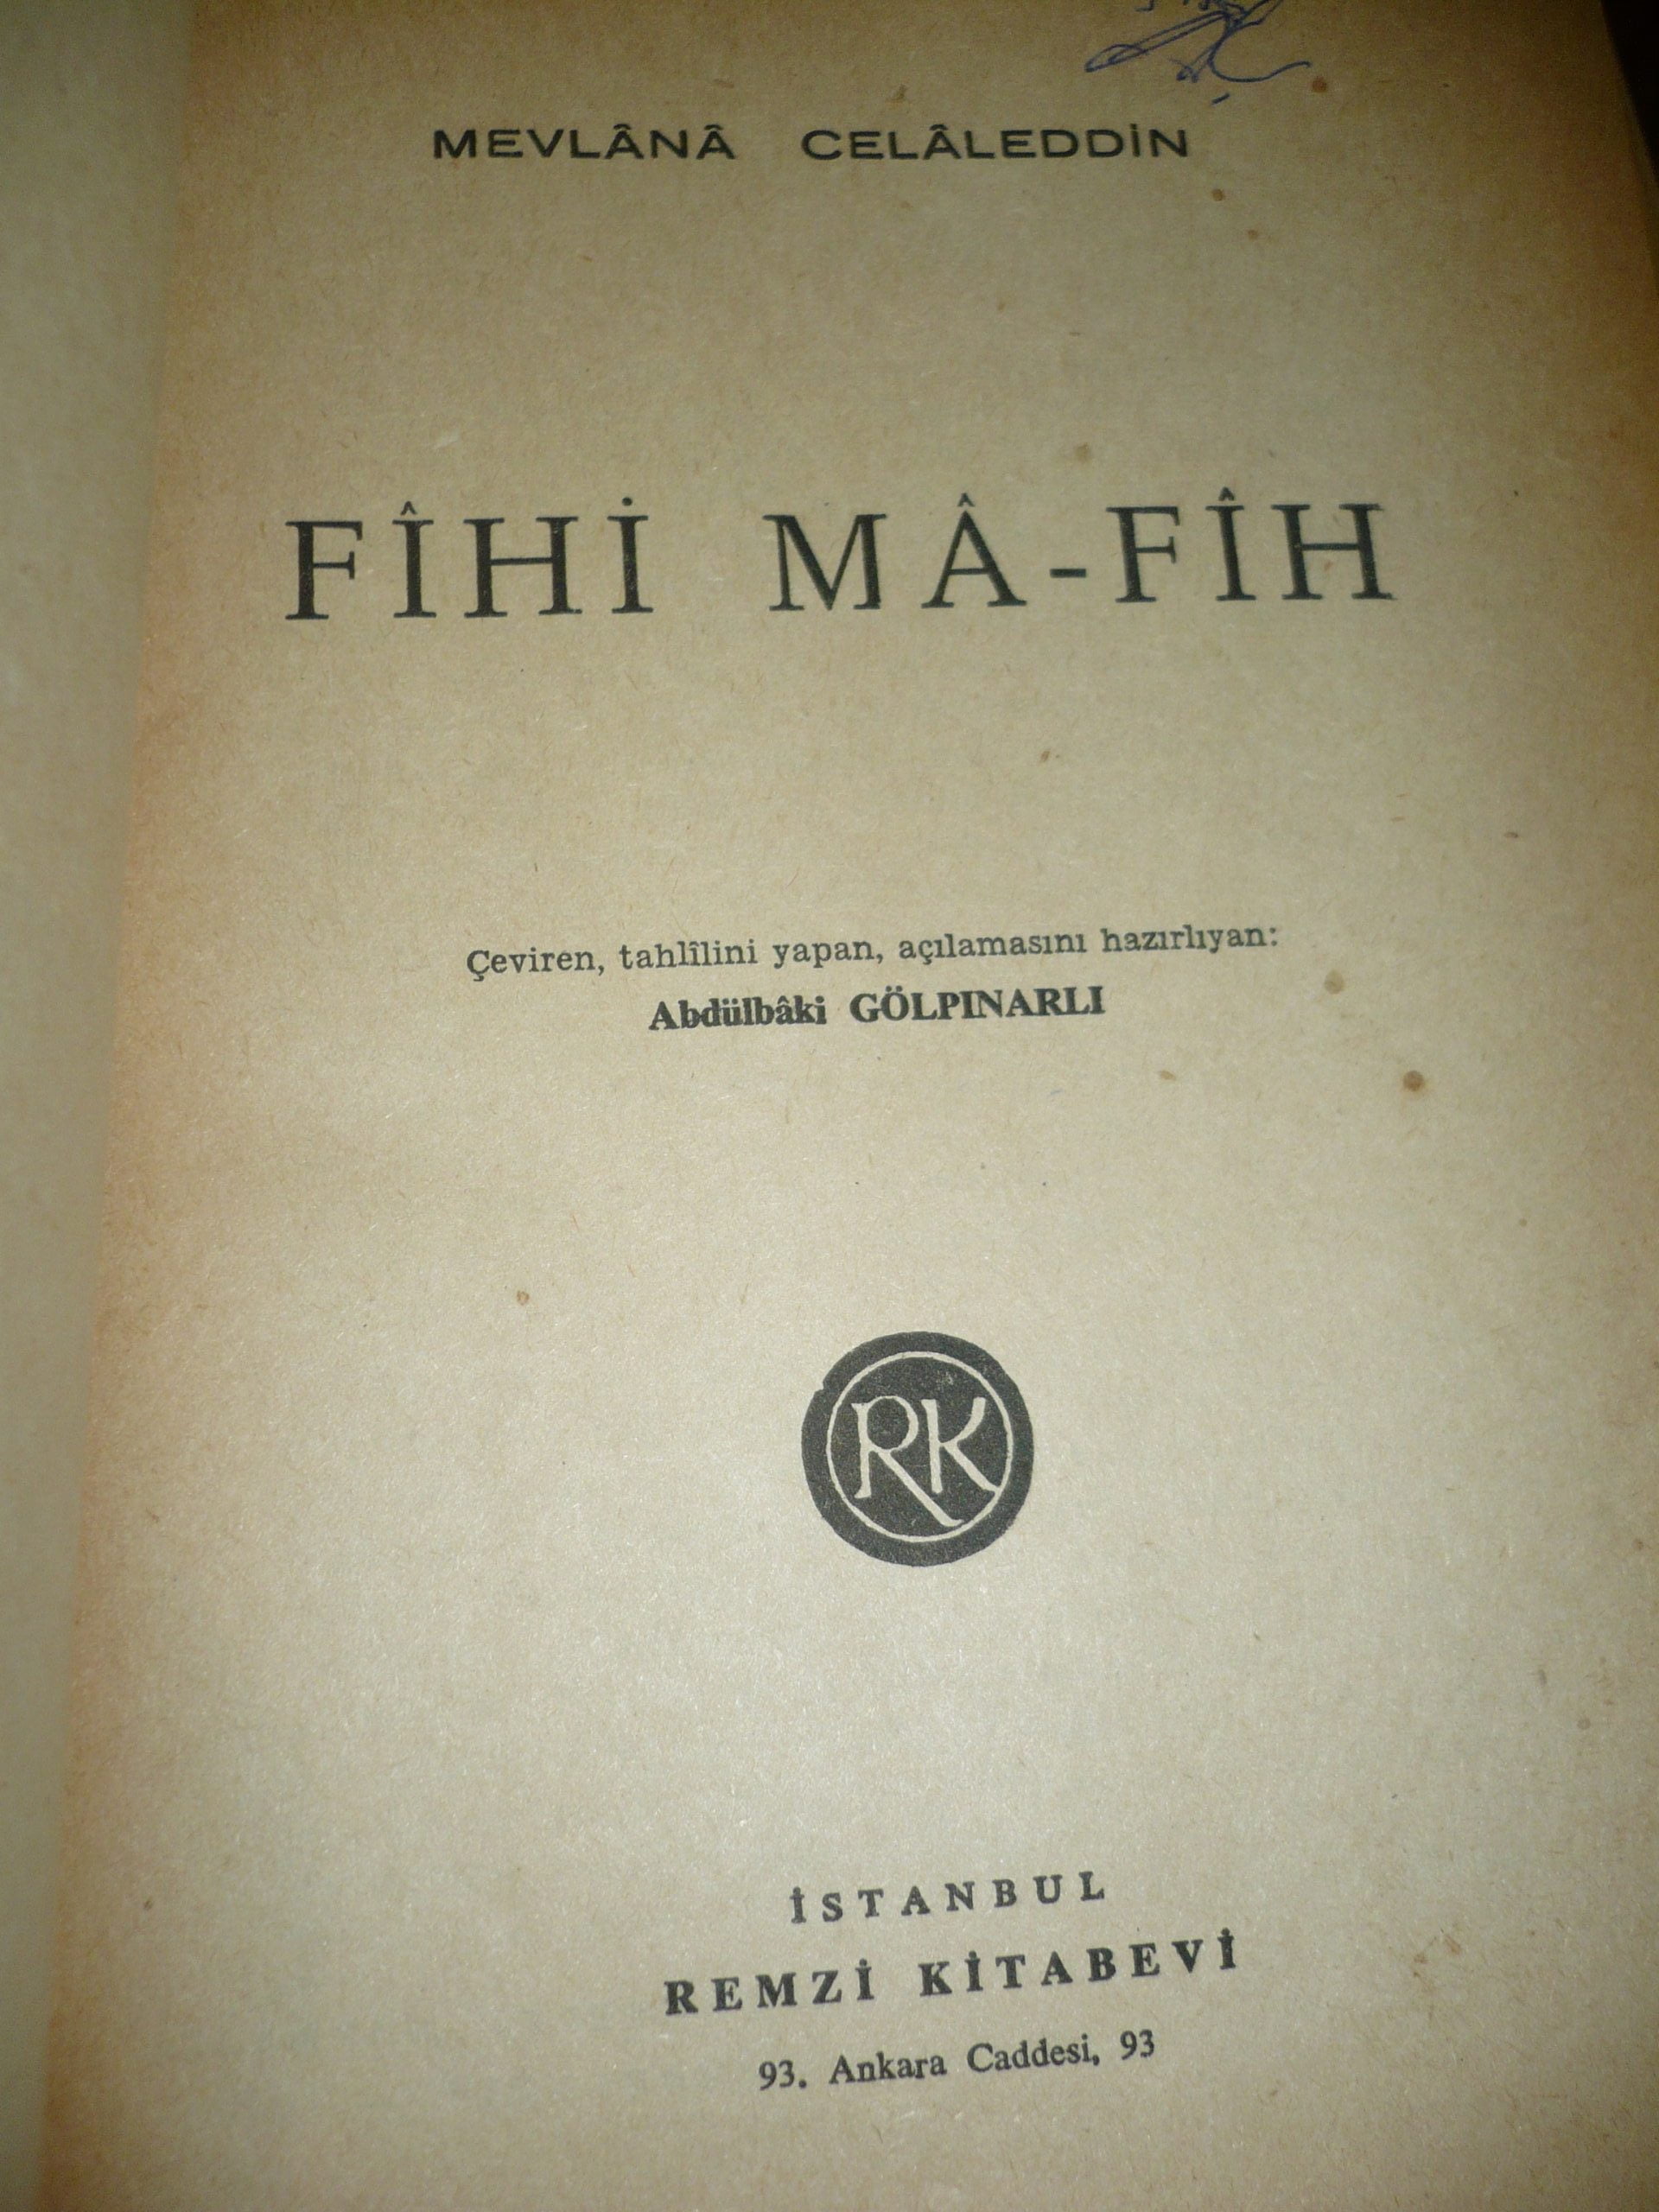 MEVLÂNÂ CELÂLEDDİN
FÎHİ MÂ-FÎH
Çeviren, tahlîlini yapan, açılamasını hazırlıyan:
Abdülbâki GÖLPINARLI
RK
İSTANBUL
REMZİ KİTABEVİ
93. Ankara Caddesi, 93